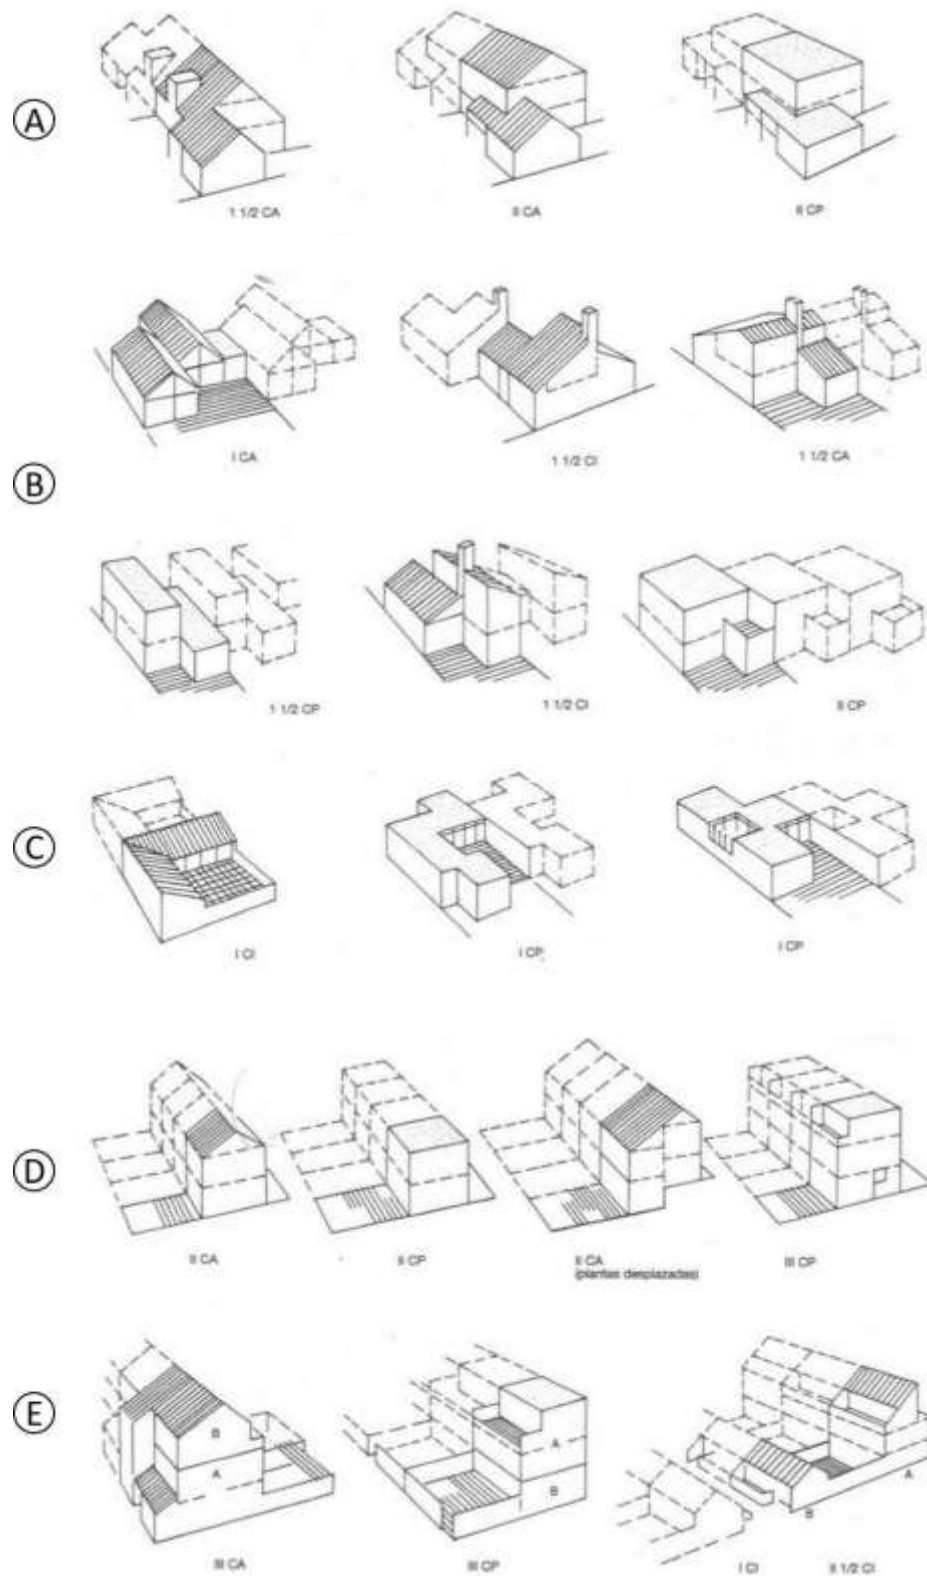 A
1 1/2 CA
II CA
II CP
I CA
1 1/2 CI
1 1/2 CA
B
1 1/2 CP
1 1/2 CI
II CP
C
I CI
I CP
I CP
D
II CA
II CP
II CA
(plantas desplazadas)
III CP
E
B
A
A
B
A
B
III CA
III CP
I CI
II 1/2 CI